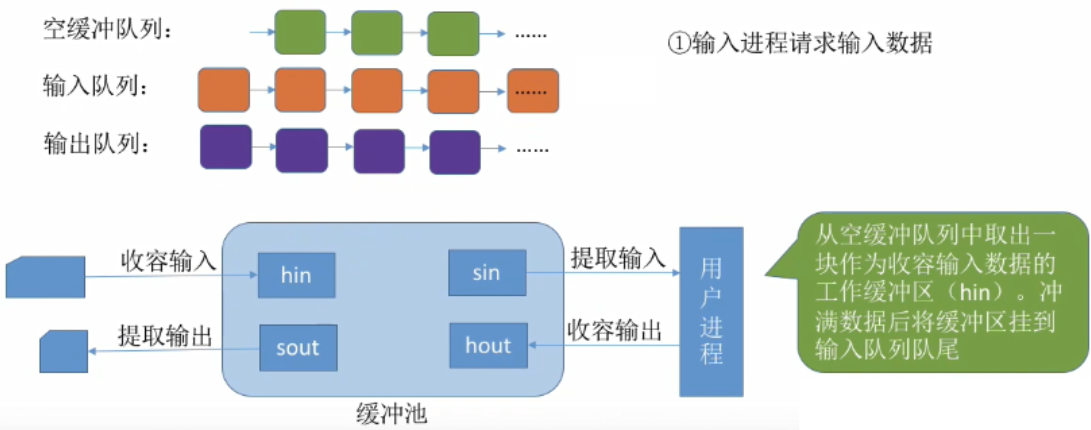 空缓冲队列：
......
①输入进程请求输入数据
输入队列：
......
输出队列：
......
收容输入
hin
sin
提取输入
用户进程
从空缓冲队列中取出一
块作为收容输入数据的
工作缓冲区（hin）。冲
满数据后将缓冲区挂到
输入队列队尾
提取输出
sout
hout
收容输出
缓冲池